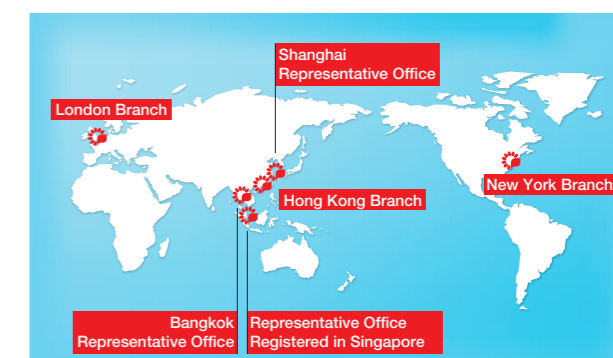 Shanghai
Representative Office
London Branch
New York Branch
Hong Kong Branch
Bangkok
Representative Office
Representative Office
Registered in Singapore